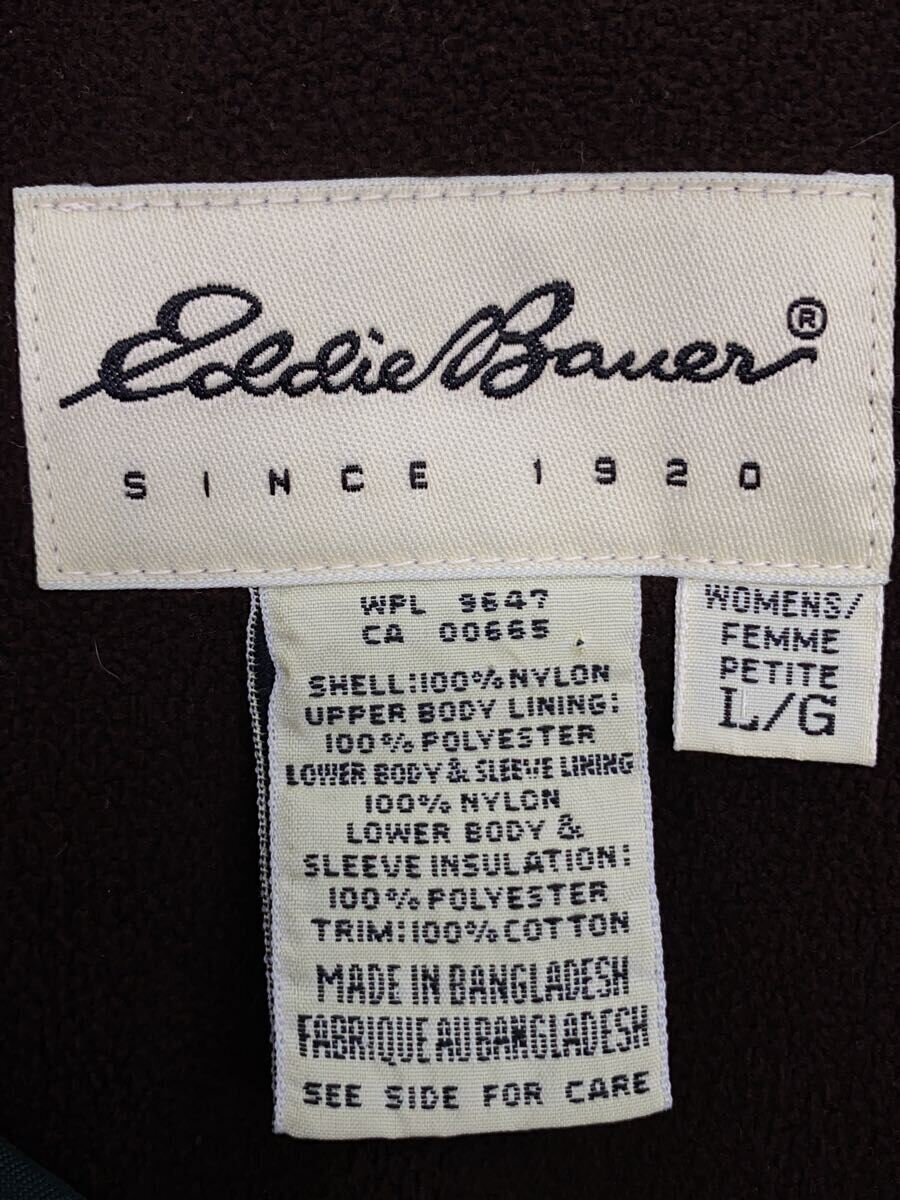 Eddie Bauer®
SINCE 1920
WPL 9647
CA 00665
SHELL:100% NYLON
UPPER BODY LINING:
100% POLYESTER
LOWER BODY & SLEEVE LINING
100% NYLON
LOWER BODY &
SLEEVE INSULATION:
100% POLYESTER
TRIM:100% COTTON
MADE IN BANGLADESH
FABRIQUE AU BANGLADESH
SEE SIDE FOR CARE
WOMENS/
FEMME
PETITE
L/G